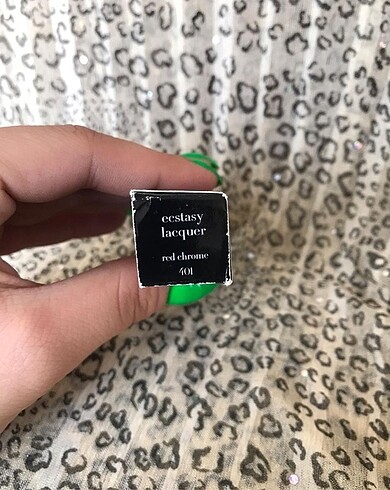 ecstasy
lacquer
red chrome
401